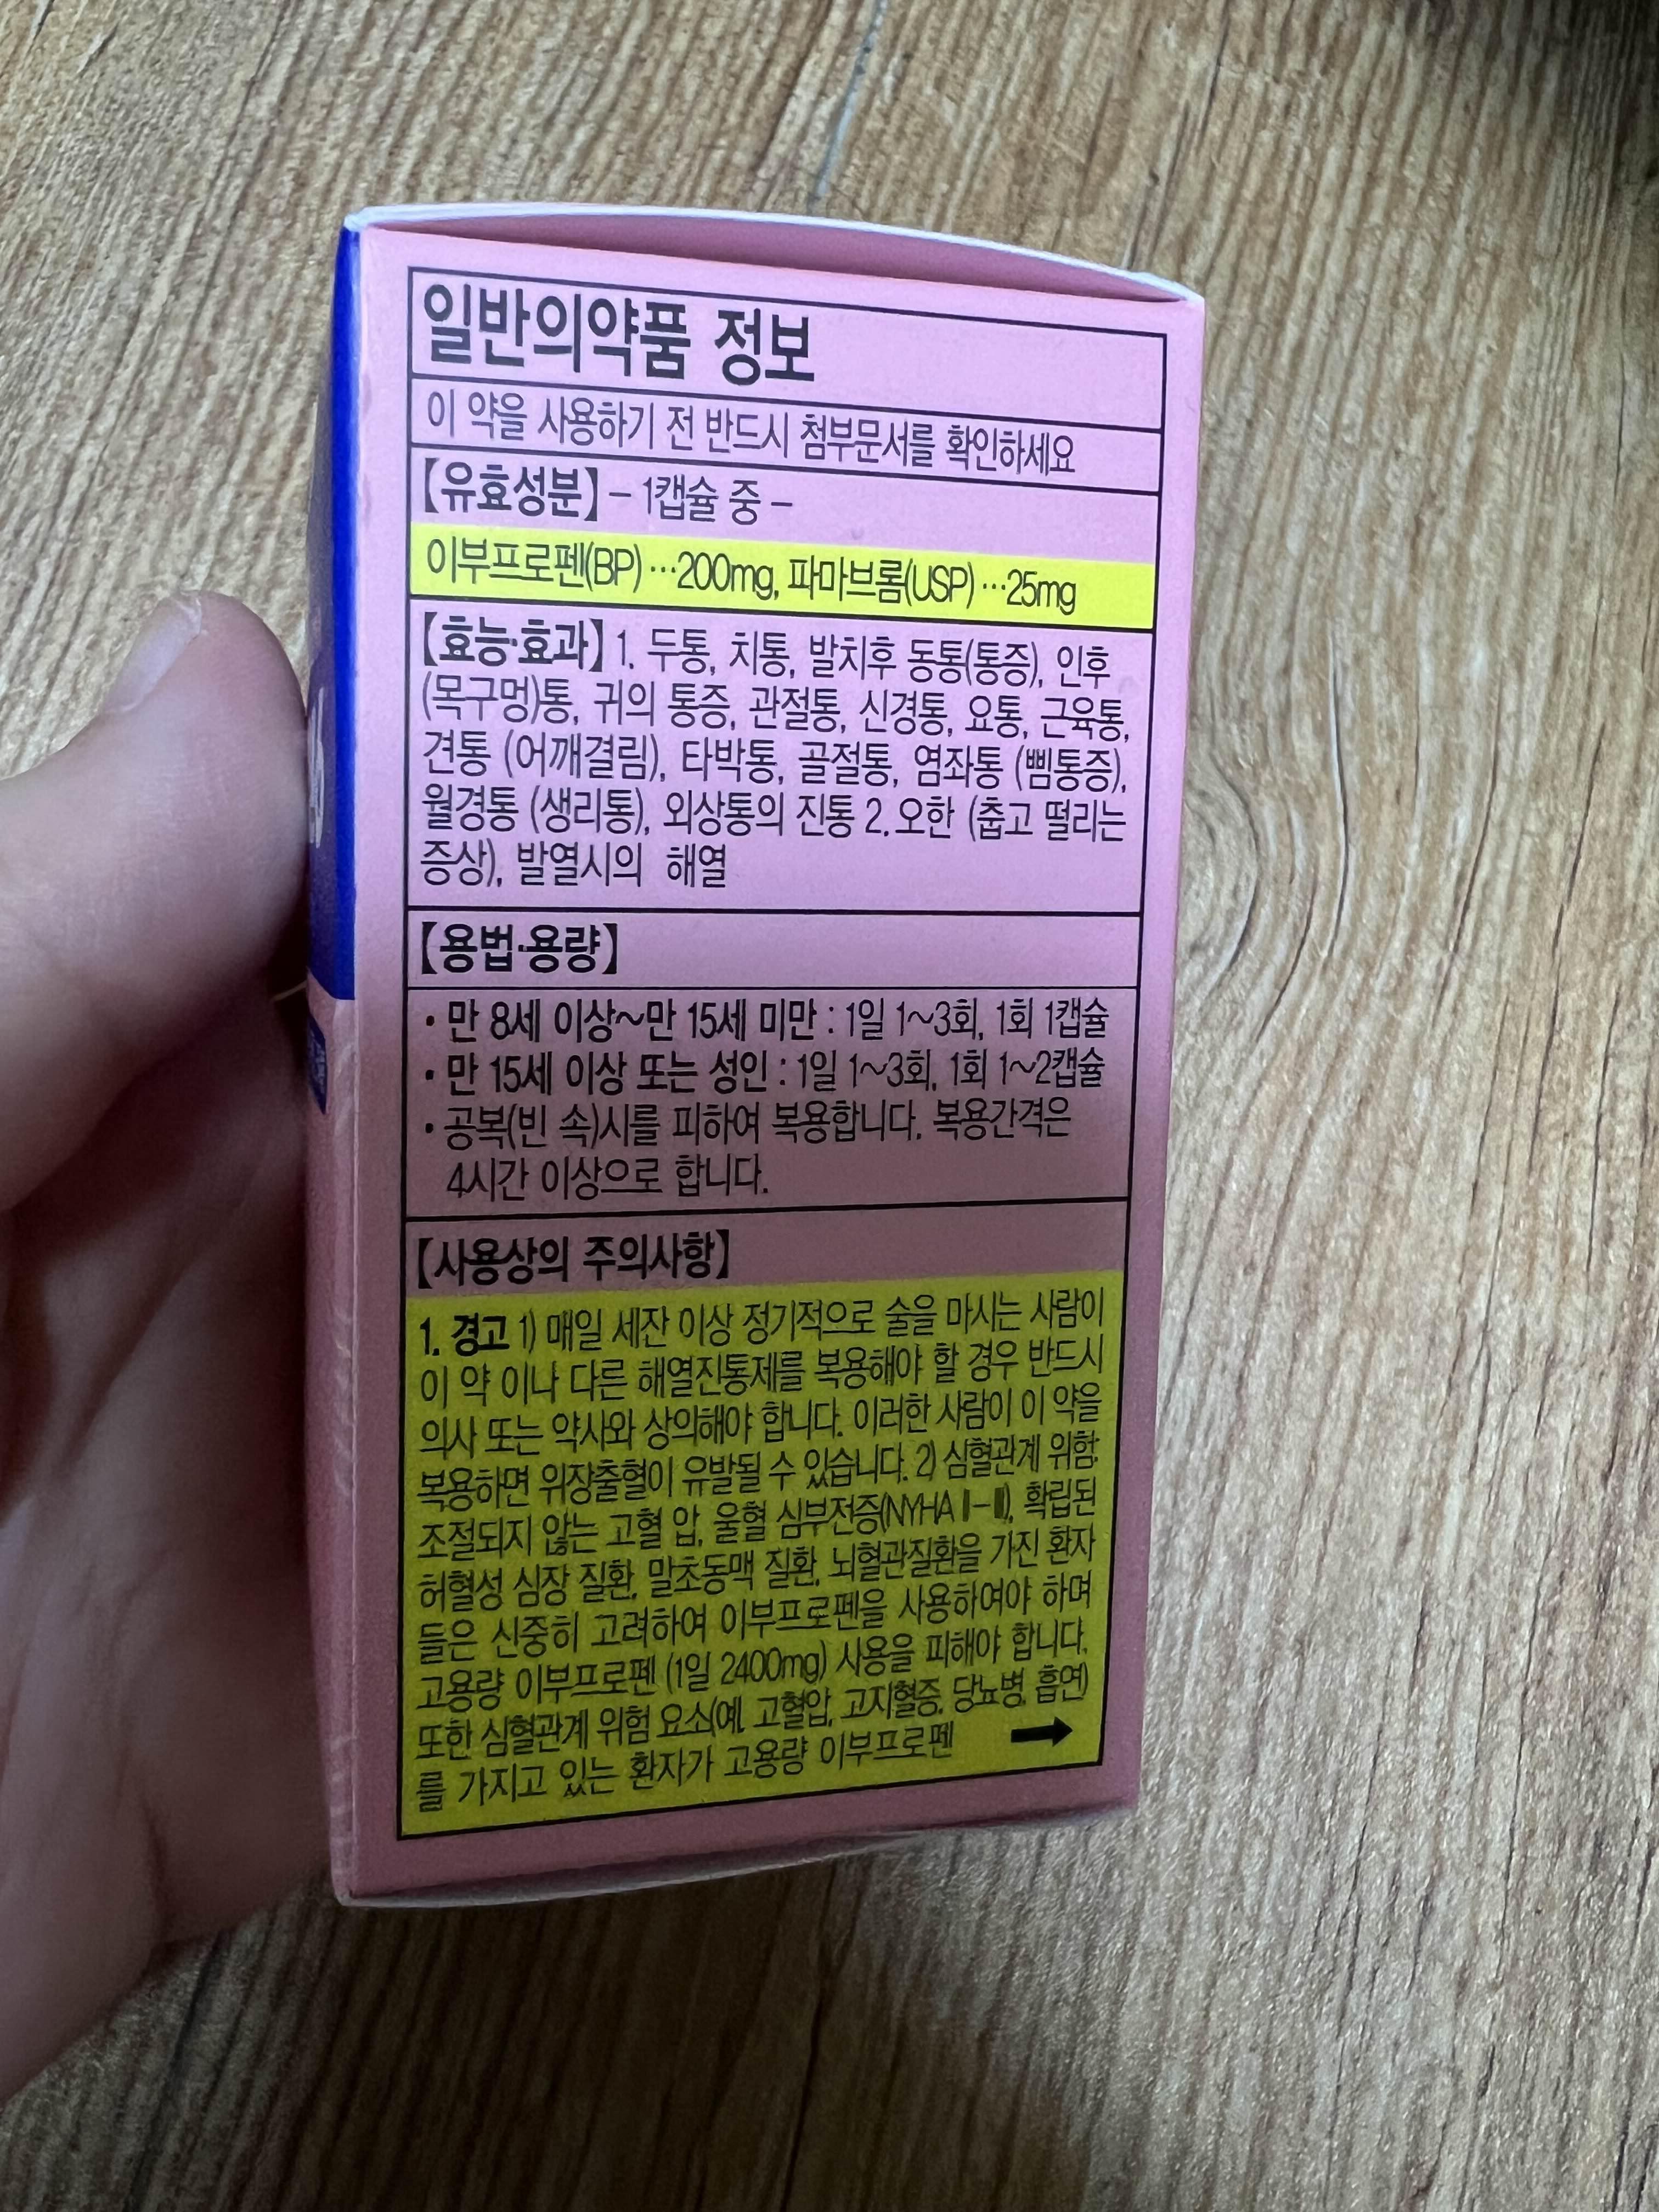 일반의약품 정보
이 약을 사용하기 전 반드시 첨부문서를 확인하세요
【유효성분】 – 1캡슐 중 –
이부프로펜(BP) ···200mg, 파마브롬(USP) ···25mg
【효능·효과】 1. 두통, 치통, 발치후 동통(통증), 인후
(목구멍)통, 귀의 통증, 관절통, 신경통, 요통, 근육통,
견통 (어깨결림), 타박통, 골절통, 염좌통 (삠통증),
월경통 (생리통), 외상통의 진통 2. 오한 (춥고 떨리는
증상), 발열시의 해열
【용법·용량】
· 만 8세 이상~만 15세 미만 : 1일 1~3회, 1회 1캡슐
· 만 15세 이상 또는 성인 : 1일 1~3회, 1회 1~2캡슐
· 공복(빈 속)시를 피하여 복용합니다. 복용간격은
4시간 이상으로 합니다.
【사용상의 주의사항】
1. 경고 1) 매일 세잔 이상 정기적으로 술을 마시는 사람이
이 약 이나 다른 해열진통제를 복용해야 할 경우 반드시
의사 또는 약사와 상의해야 합니다. 이러한 사람이 이 약을
복용하면 위장출혈이 유발될 수 있습니다. 2) 심혈관계 위험:
조절되지 않는 고혈 압, 울혈 심부전증(NYHA Ⅱ-Ⅲ), 확립된
허혈성 심장 질환, 말초동맥 질환, 뇌혈관질환을 가진 환자
들은 신중히 고려하여 이부프로펜을 사용하여야 하며
고용량 이부프로펜 (1일 2400mg) 사용을 피해야 합니다.
또한 심혈관계 위험 요소(예. 고혈압, 고지혈증, 당뇨병, 흡연)
를 가지고 있는 환자가 고용량 이부프로펜 →